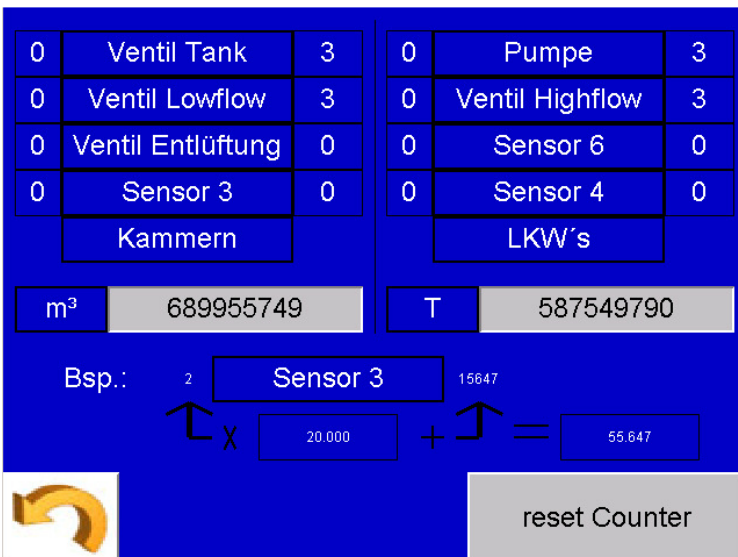 0 Ventil Tank 3 0 Pumpe 3
0 Ventil Lowflow 3 0 Ventil Highflow 3
0 Ventil Entlüftung 0 0 Sensor 6 0
0 Sensor 3 0 0 Sensor 4 0
Kammern LKW´s
m³ 689955749 T 587549790
Bsp.: 2 Sensor 3 15647
x 20.000 + = 55.647
reset Counter